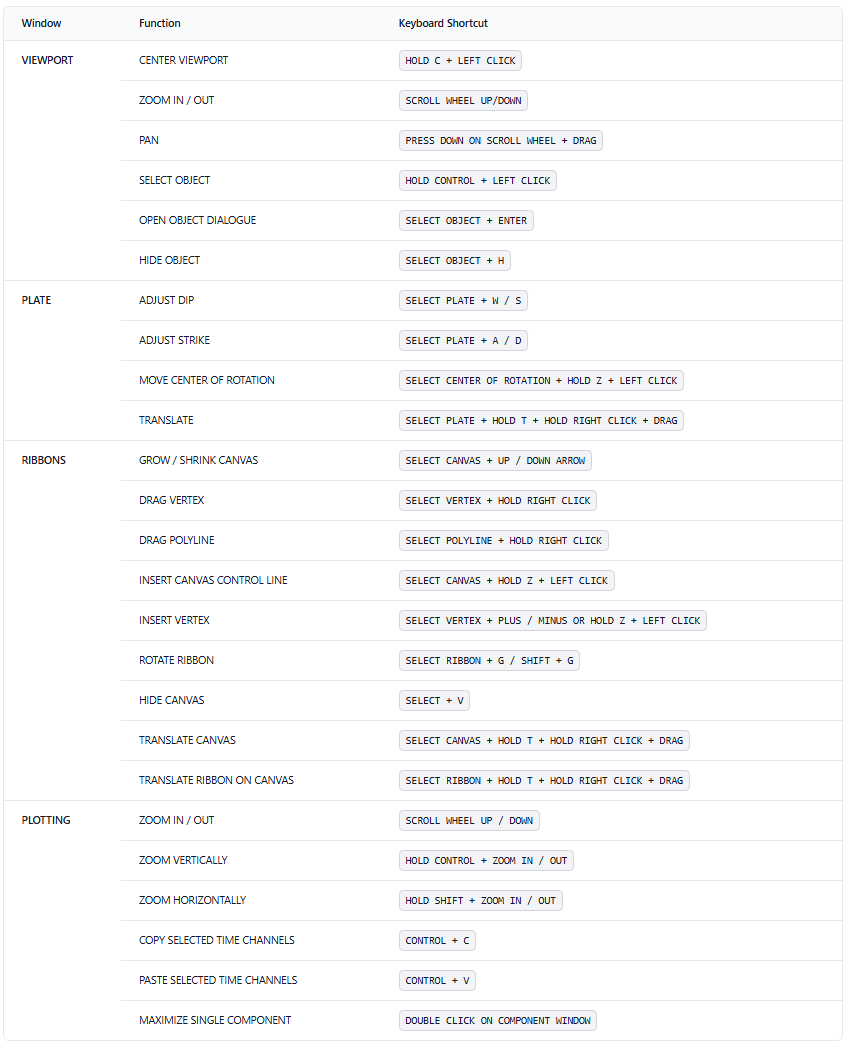 Window Function Keyboard Shortcut
VIEWPORT CENTER VIEWPORT HOLD C + LEFT CLICK
ZOOM IN / OUT SCROLL WHEEL UP/DOWN
PAN PRESS DOWN ON SCROLL WHEEL + DRAG
SELECT OBJECT HOLD CONTROL + LEFT CLICK
OPEN OBJECT DIALOGUE SELECT OBJECT + ENTER
HIDE OBJECT SELECT OBJECT + H
PLATE ADJUST DIP SELECT PLATE + W / S
ADJUST STRIKE SELECT PLATE + A / D
MOVE CENTER OF ROTATION SELECT CENTER OF ROTATION + HOLD Z + LEFT CLICK
TRANSLATE SELECT PLATE + HOLD T + HOLD RIGHT CLICK + DRAG
RIBBONS GROW / SHRINK CANVAS SELECT CANVAS + UP / DOWN ARROW
DRAG VERTEX SELECT VERTEX + HOLD RIGHT CLICK
DRAG POLYLINE SELECT POLYLINE + HOLD RIGHT CLICK
INSERT CANVAS CONTROL LINE SELECT CANVAS + HOLD Z + LEFT CLICK
INSERT VERTEX SELECT VERTEX + PLUS / MINUS OR HOLD Z + LEFT CLICK
ROTATE RIBBON SELECT RIBBON + G / SHIFT + G
HIDE CANVAS SELECT + V
TRANSLATE CANVAS SELECT CANVAS + HOLD T + HOLD RIGHT CLICK + DRAG
TRANSLATE RIBBON ON CANVAS SELECT RIBBON + HOLD T + HOLD RIGHT CLICK + DRAG
PLOTTING ZOOM IN / OUT SCROLL WHEEL UP / DOWN
ZOOM VERTICALLY HOLD CONTROL + ZOOM IN / OUT
ZOOM HORIZONTALLY HOLD SHIFT + ZOOM IN / OUT
COPY SELECTED TIME CHANNELS CONTROL + C
PASTE SELECTED TIME CHANNELS CONTROL + V
MAXIMIZE SINGLE COMPONENT DOUBLE CLICK ON COMPONENT WINDOW